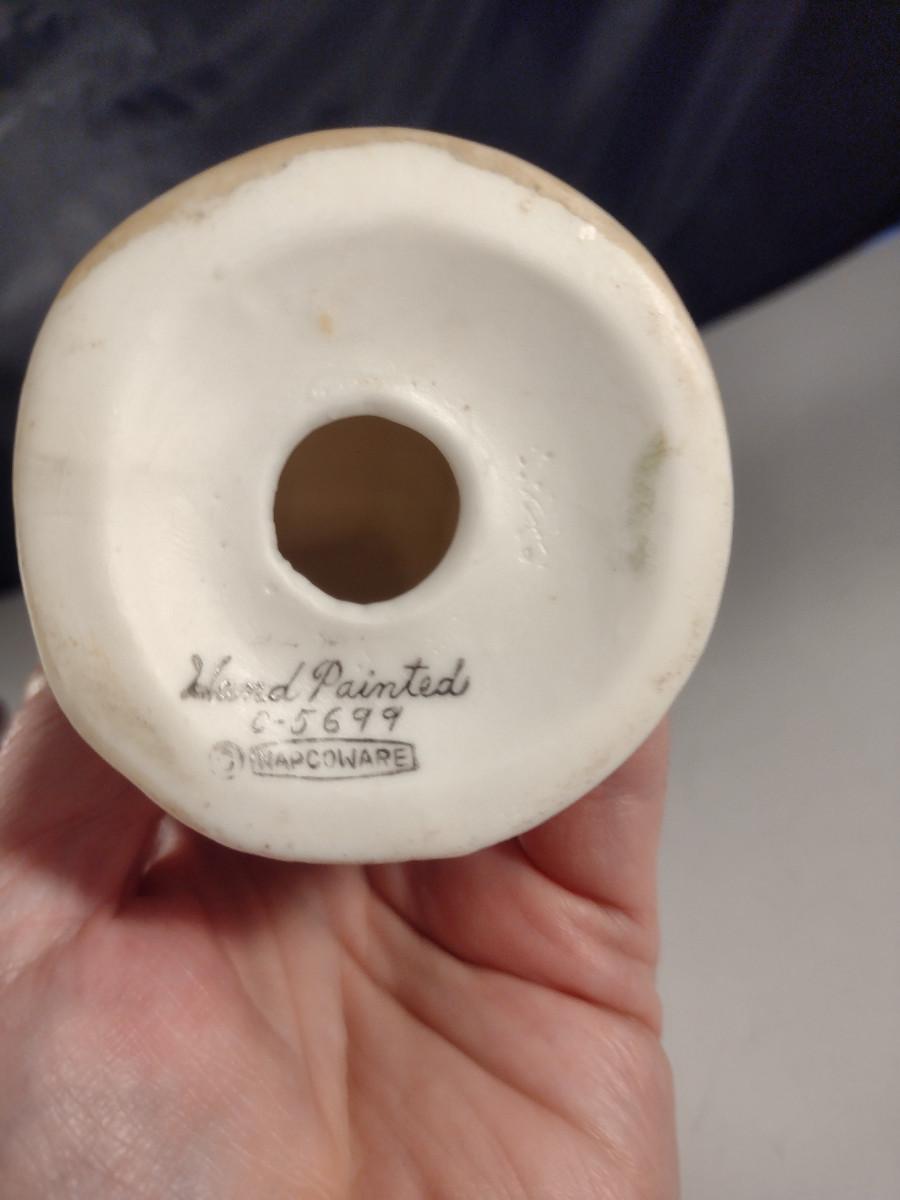 Hand Painted
C-5699
NAPCOWARE